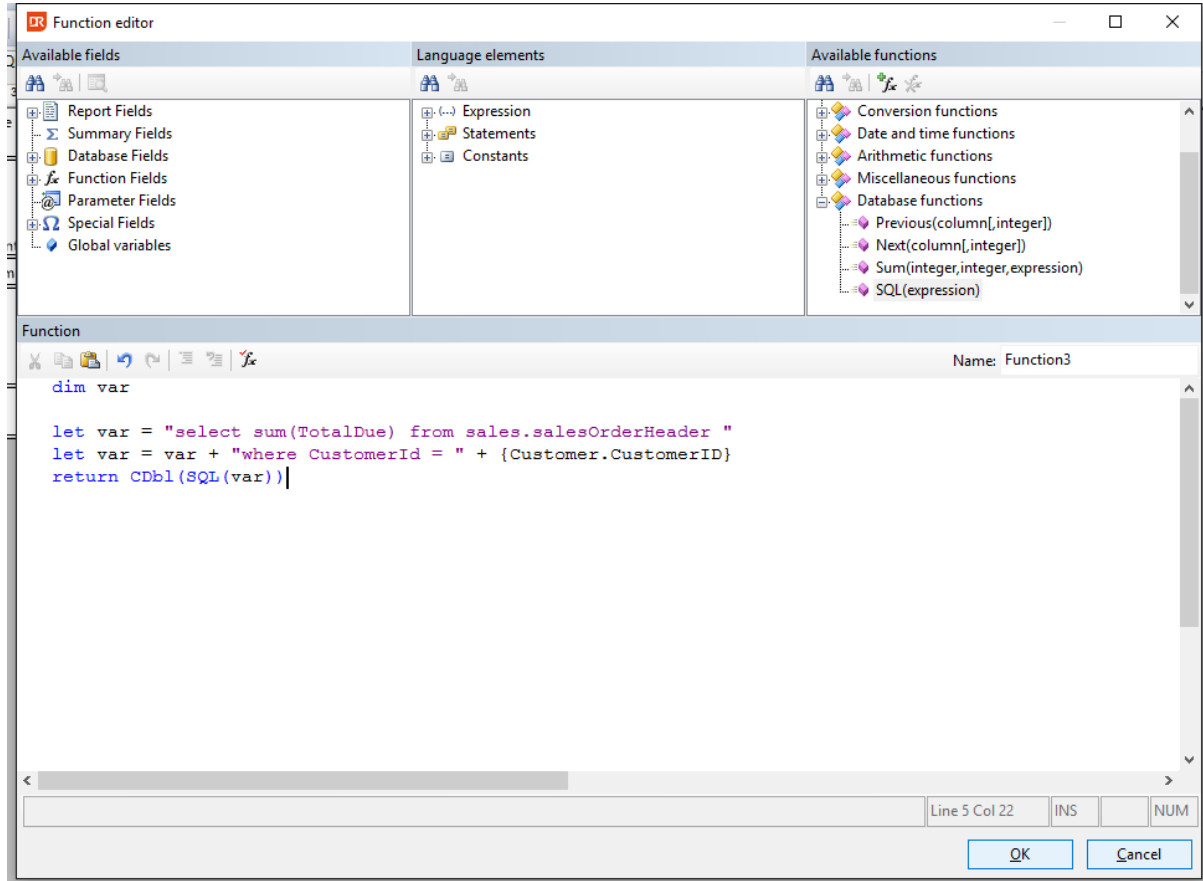 DR Function editor
Available fields
Language elements
Available functions
Report Fields
Summary Fields
Database Fields
Function Fields
Parameter Fields
Special Fields
Global variables
Expression
Statements
Constants
Conversion functions
Date and time functions
Arithmetic functions
Miscellaneous functions
Database functions
Previous(column[,integer])
Next(column[,integer])
Sum(integer,integer,expression)
SQL(expression)
Function
Name: Function3
dim var
let var = "select sum(TotalDue) from sales.salesOrderHeader "
let var = var + "where CustomerId = " + {Customer.CustomerID}
return CDbl(SQL(var))
Line 5 Col 22 INS NUM
OK Cancel